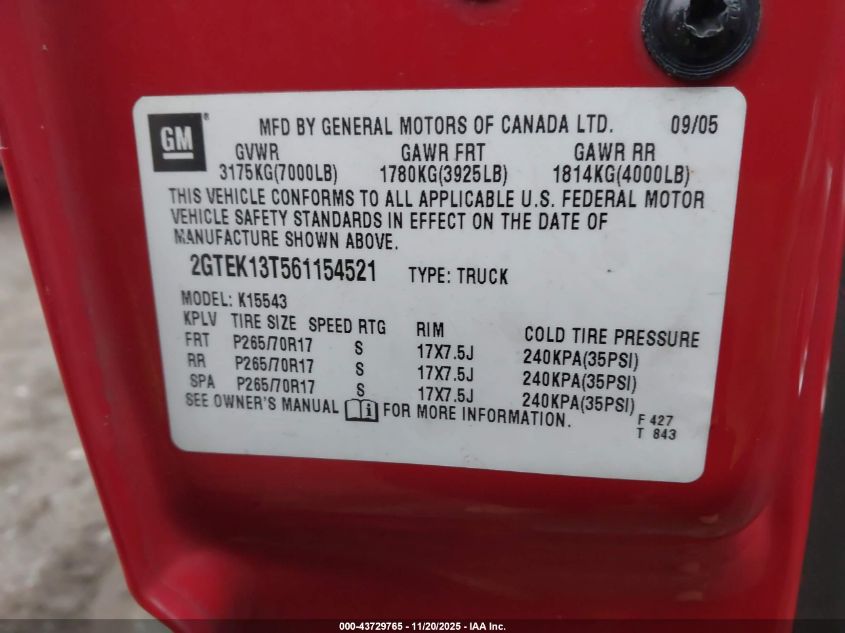 GM ® MFD BY GENERAL MOTORS OF CANADA LTD. 09/05
GVWR GAWR FRT GAWR RR
3175KG(7000LB) 1780KG(3925LB) 1814KG(4000LB)
THIS VEHICLE CONFORMS TO ALL APPLICABLE U.S. FEDERAL MOTOR
VEHICLE SAFETY STANDARDS IN EFFECT ON THE DATE OF
MANUFACTURE SHOWN ABOVE.
2GTEK13T561154521 TYPE: TRUCK
MODEL: K15543
KPLV TIRE SIZE SPEED RTG RIM COLD TIRE PRESSURE
FRT P265/70R17 S 17X7.5J 240KPA(35PSI)
RR P265/70R17 S 17X7.5J 240KPA(35PSI)
SPA P265/70R17 S 17X7.5J 240KPA(35PSI)
SEE OWNER'S MANUAL i FOR MORE INFORMATION.
F 427
T 843
000-43729765 - 11/20/2025 - IAA Inc.